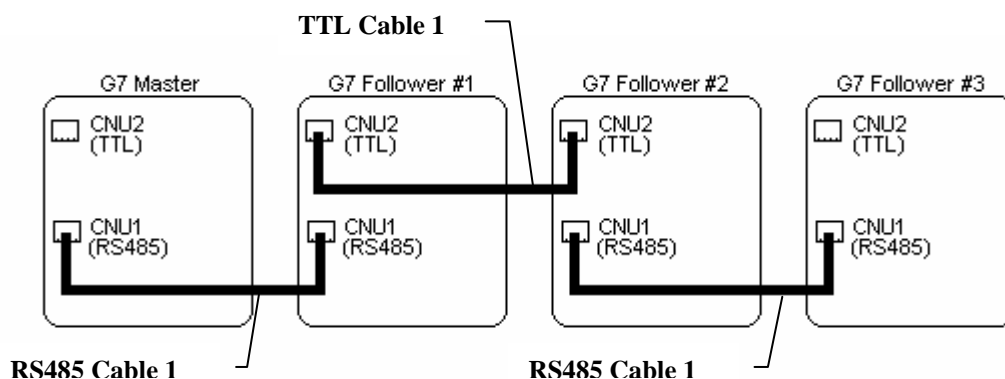 TTL Cable 1
G7 Master
G7 Follower #1
G7 Follower #2
G7 Follower #3
CNU2
(TTL)
CNU2
(TTL)
CNU2
(TTL)
CNU2
(TTL)
CNU1
(RS485)
CNU1
(RS485)
CNU1
(RS485)
CNU1
(RS485)
RS485 Cable 1
RS485 Cable 1